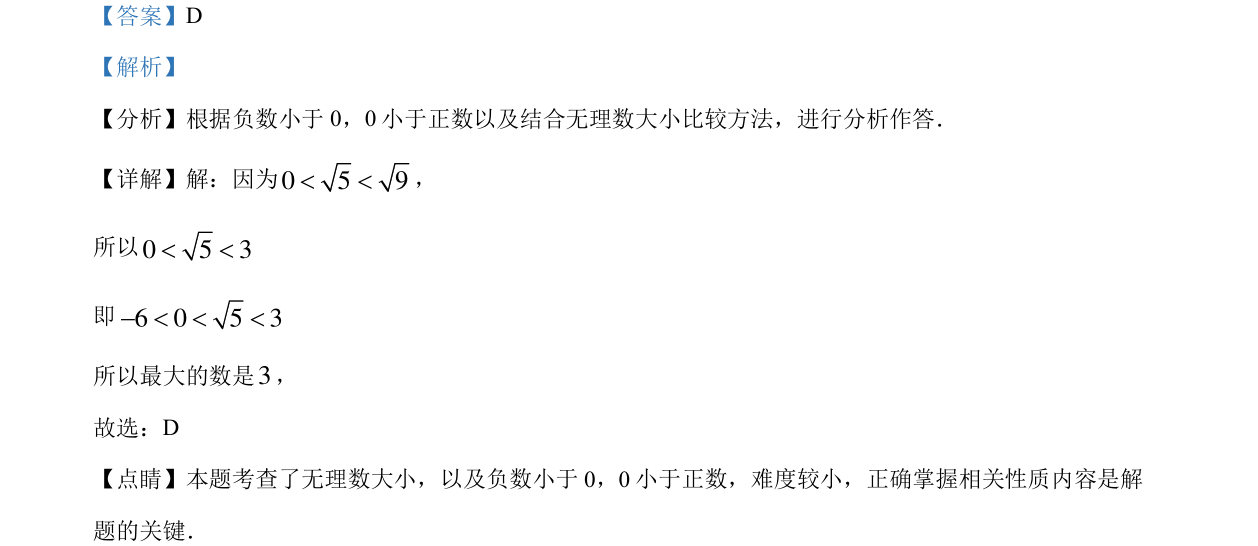 【答案】D
【解析】
【分析】根据负数小于 0，0 小于正数以及结合无理数大小比较方法，进行分析作答．
【详解】解：因为0<√5<√9，
所以0<√5<3
即–6<0<√5<3
所以最大的数是3，
故选：D
【点睛】本题考查了无理数大小，以及负数小于 0，0 小于正数，难度较小，正确掌握相关性质内容是解
题的关键．